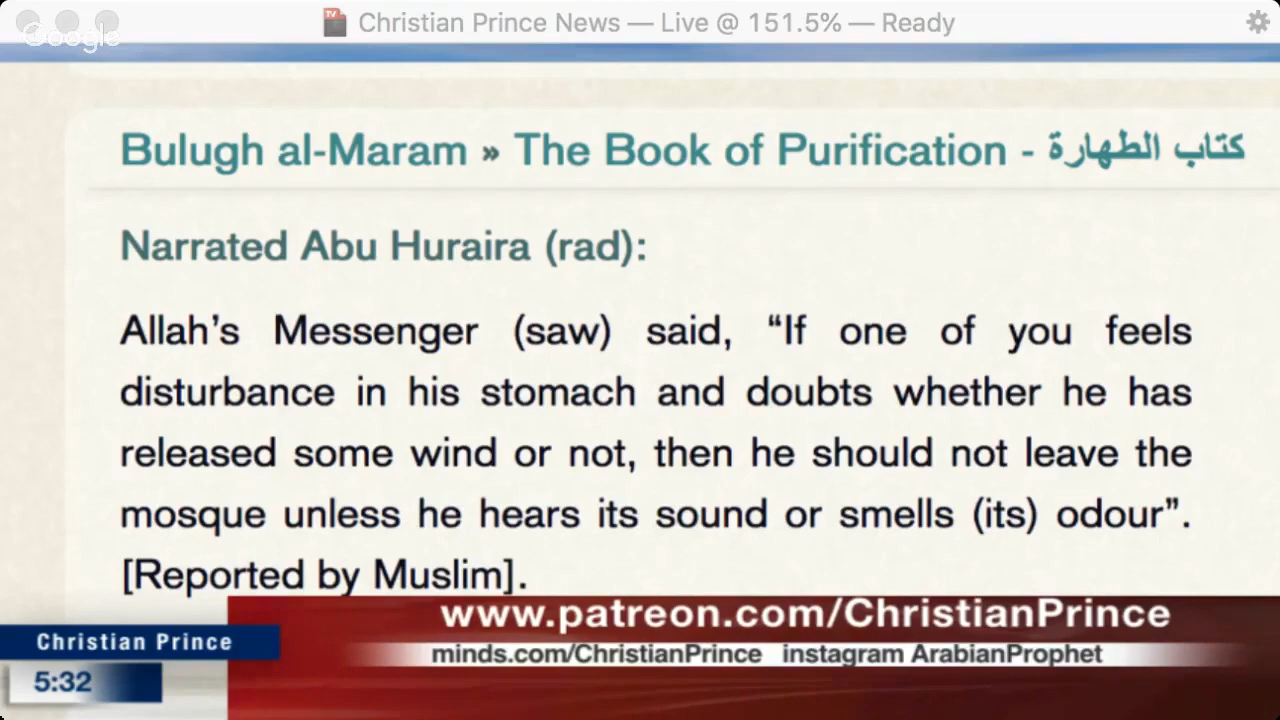 Christian Prince News — Live @ 151.5% — Ready
TV
Google
Bulugh al-Maram » The Book of Purification - كتاب الطهارة
Narrated Abu Huraira (rad):
Allah’s Messenger (saw) said, “If one of you feels
disturbance in his stomach and doubts whether he has
released some wind or not, then he should not leave the
mosque unless he hears its sound or smells (its) odour”.
[Reported by Muslim].
www.patreon.com/ChristianPrince
Christian Prince
minds.com/ChristianPrince instagram ArabianProphet
5:32